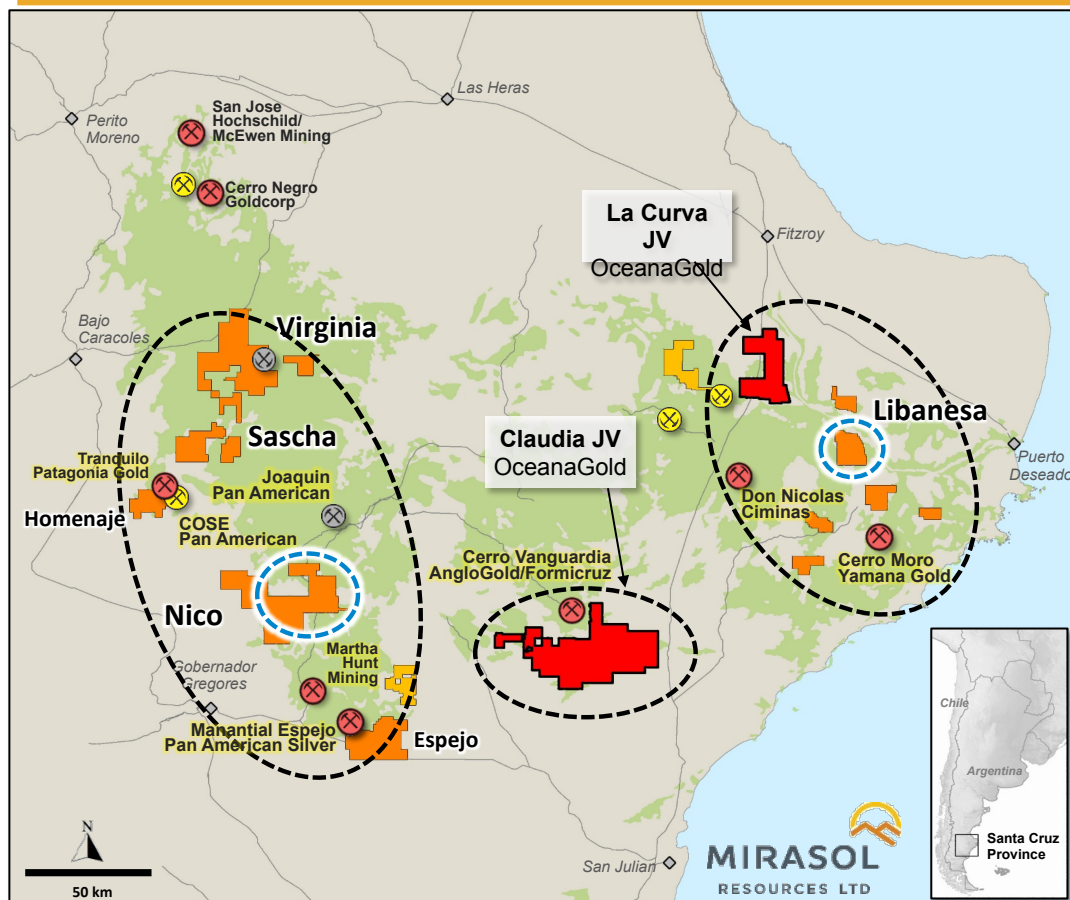 Las Heras
Perito
Moreno
San Jose
Hochschild/
McEwen Mining
Cerro Negro
Goldcorp
La Curva
JV
OceanaGold
Fitzroy
Bajo
Caracoles
Virginia
Sascha
Libanesa
Claudia JV
OceanaGold
Puerto
Deseado
Tranquilo
Patagonia Gold
Joaquin
Pan American
Homenaje
COSE
Pan American
Don Nicolas
Ciminas
Cerro Vanguardia
AngloGold/Formicruz
Cerro Moro
Yamana Gold
Nico
Martha
Hunt
Mining
Gobernador
Gregores
Manantial Espejo
Pan American Silver
Espejo
Chile
Argentina
Santa Cruz
Province
N
50 km
San Julian
MIRASOL
RESOURCES LTD